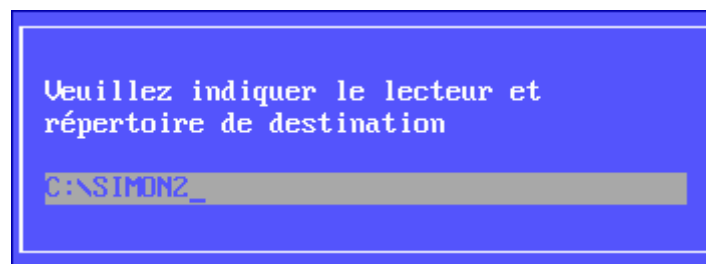 Veuillez indiquer le lecteur et
répertoire de destination
C:\SIMON2_